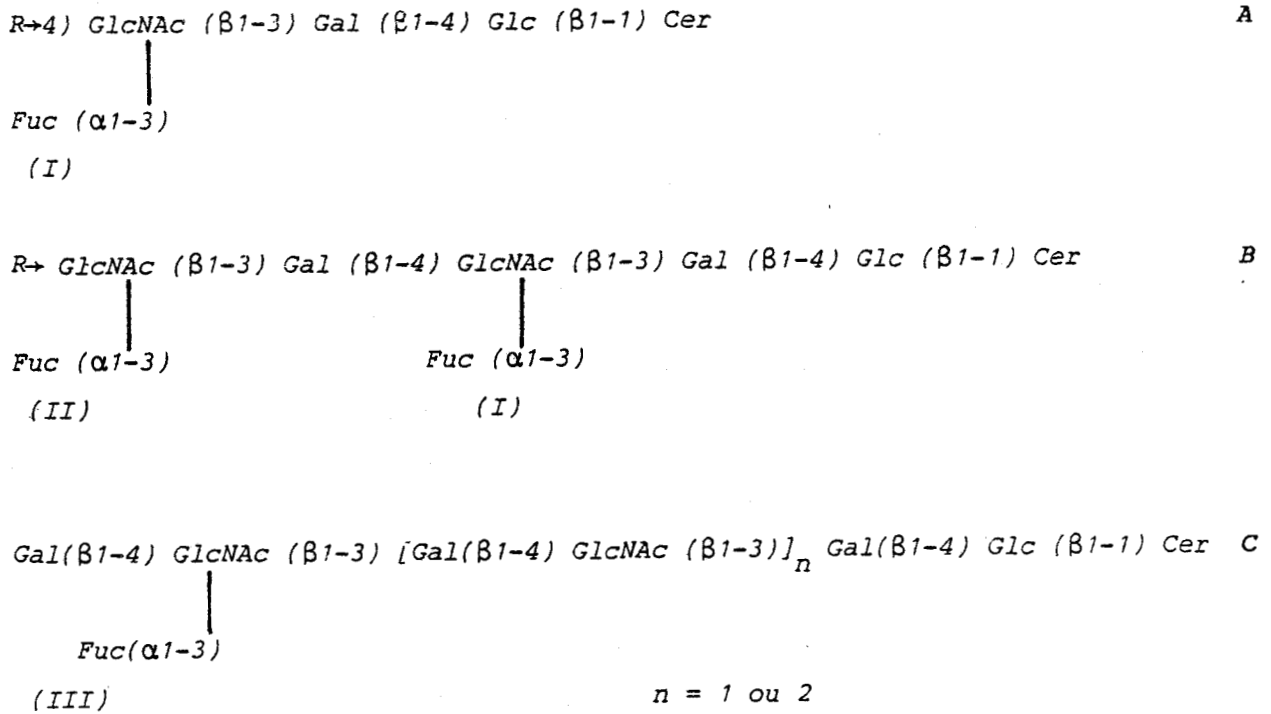 R→4) GlcNAc (β1-3) Gal (β1-4) Glc (β1-1) Cer A
Fuc (α1-3)
(I)
R→ GlcNAc (β1-3) Gal (β1-4) GlcNAc (β1-3) Gal (β1-4) Glc (β1-1) Cer B
Fuc (α1-3) Fuc (α1-3)
(II) (I)
Gal(β1-4) GlcNAc (β1-3) [Gal(β1-4) GlcNAc (β1-3)]n Gal(β1-4) Glc (β1-1) Cer C
Fuc(α1-3)
(III) n = 1 ou 2